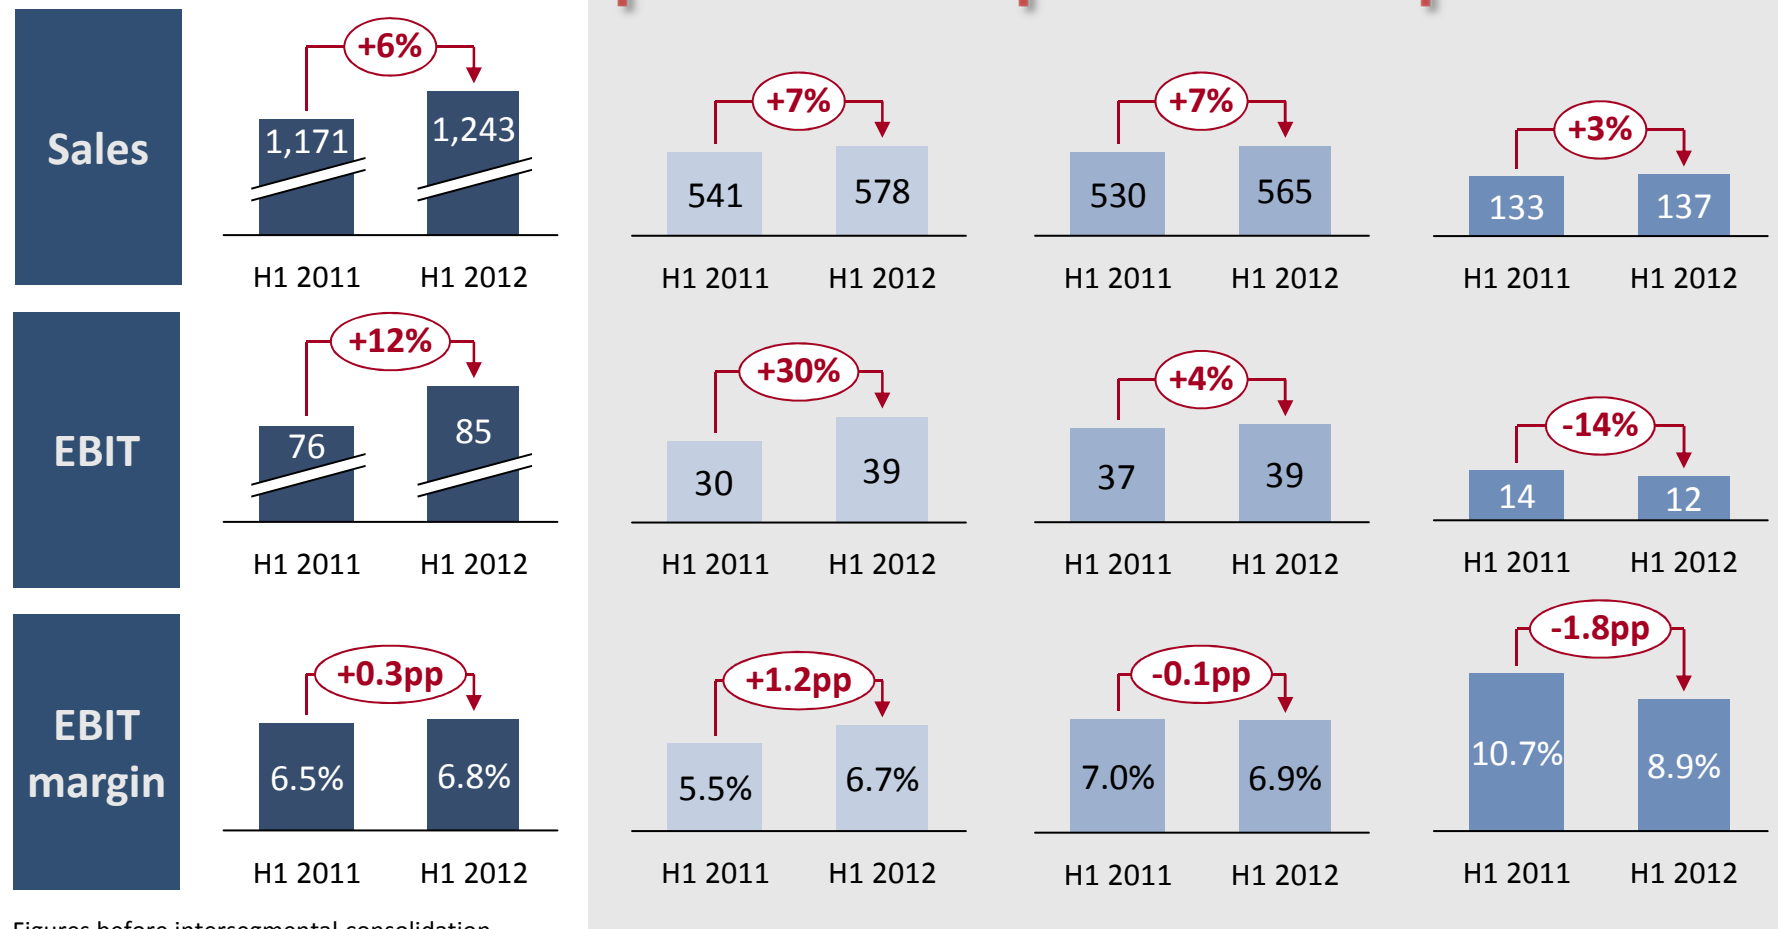 Sales
+6%
1,171
1,243
H1 2011 H1 2012
+7%
541
578
H1 2011 H1 2012
+7%
530
565
H1 2011 H1 2012
+3%
133
137
H1 2011 H1 2012
EBIT
+12%
76
85
H1 2011 H1 2012
+30%
30
39
H1 2011 H1 2012
+4%
37
39
H1 2011 H1 2012
-14%
14
12
H1 2011 H1 2012
EBIT
margin
+0.3pp
6.5%
6.8%
H1 2011 H1 2012
+1.2pp
5.5%
6.7%
H1 2011 H1 2012
-0.1pp
7.0%
6.9%
H1 2011 H1 2012
-1.8pp
10.7%
8.9%
H1 2011 H1 2012
Figures before intersegmental consolidation